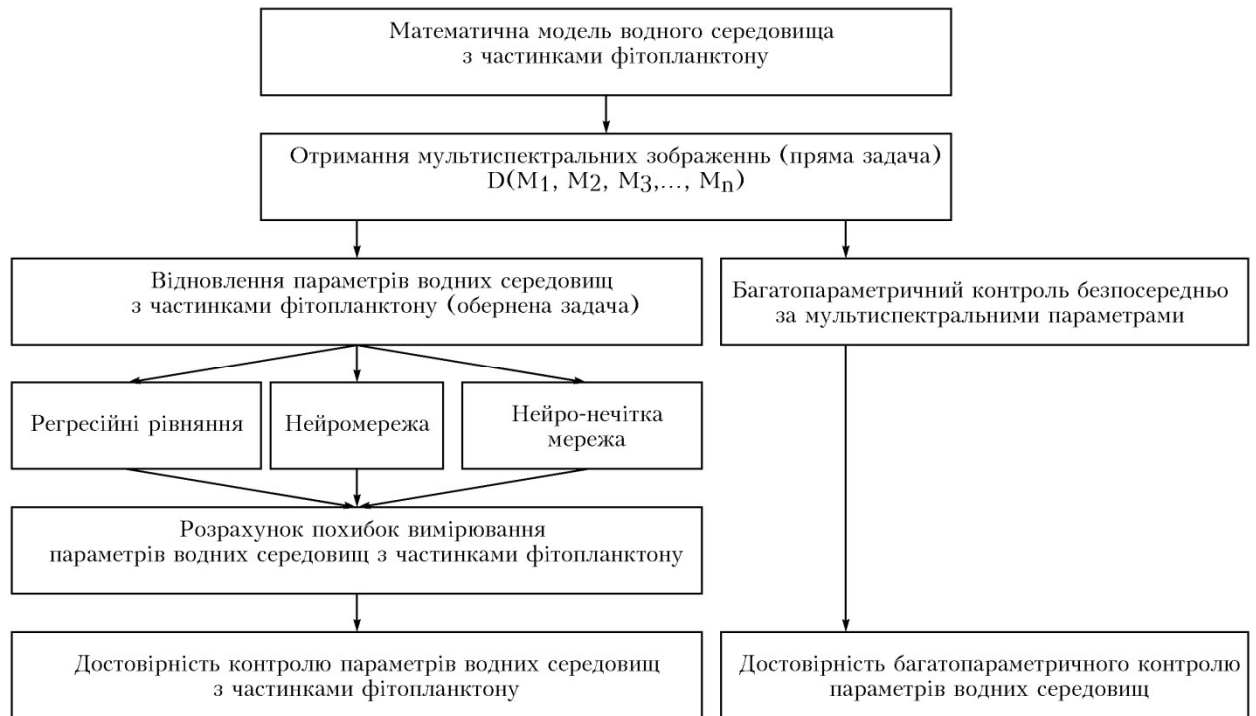 Математична модель водного середовища
з частинками фітопланктону
Отримання мультиспектральних зображеннь (пряма задача)
D(M1, M2, M3,..., Mn)
Відновлення параметрів водних середовищ
з частинками фітопланктону (обернена задача)
Багатопараметричний контроль безпосередньо
за мультиспектральними параметрами
Регресійні рівняння
Нейромережа
Нейро-нечітка
мережа
Розрахунок похибок вимірювання
параметрів водних середовищ з частинками фітопланктону
Достовірність контролю параметрів водних середовищ
з частинками фітопланктону
Достовірність багатопараметричного контролю
параметрів водних середовищ